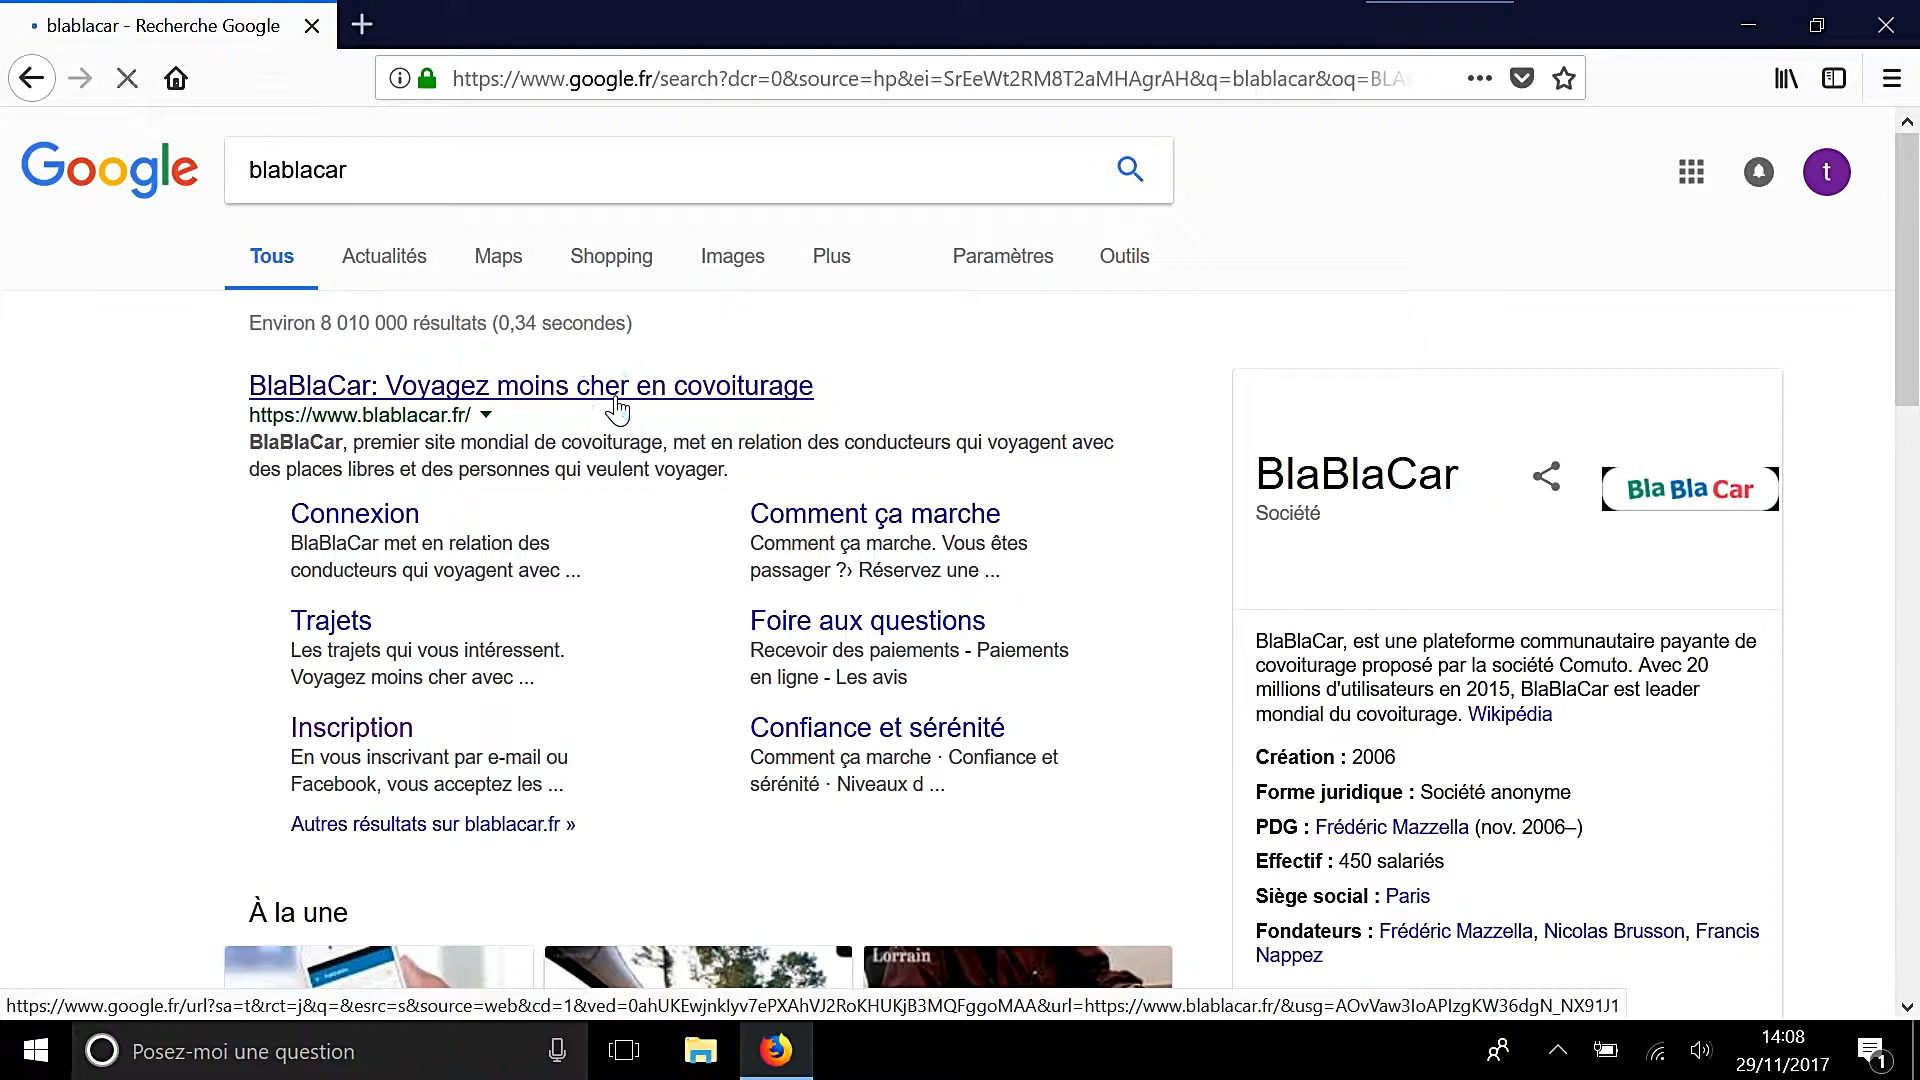 blablacar - Recherche Google
https://www.google.fr/search?dcr=0&source=hp&ei=SrEeWt2RM8T2aMHAgrAH&q=blablacar&oq=BLA
Google
blablacar
t
Tous Actualités Maps Shopping Images Plus Paramètres Outils
Environ 8 010 000 résultats (0,34 secondes)
BlaBlaCar: Voyagez moins cher en covoiturage
https://www.blablacar.fr/
BlaBlaCar, premier site mondial de covoiturage, met en relation des conducteurs qui voyagent avec
des places libres et des personnes qui veulent voyager.
Connexion
BlaBlaCar met en relation des
conducteurs qui voyagent avec ...
Comment ça marche
Comment ça marche. Vous êtes
passager ?› Réservez une ...
Trajets
Les trajets qui vous intéressent.
Voyagez moins cher avec ...
Foire aux questions
Recevoir des paiements - Paiements
en ligne - Les avis
Inscription
En vous inscrivant par e-mail ou
Facebook, vous acceptez les ...
Confiance et sérénité
Comment ça marche · Confiance et
sérénité · Niveaux d ...
Autres résultats sur blablacar.fr »
À la une
Lorrain
BlaBlaCar
Société
Bla Bla Car
BlaBlaCar, est une plateforme communautaire payante de
covoiturage proposé par la société Comuto. Avec 20
millions d'utilisateurs en 2015, BlaBlaCar est leader
mondial du covoiturage. Wikipédia
Création : 2006
Forme juridique : Société anonyme
PDG : Frédéric Mazzella (nov. 2006–)
Effectif : 450 salariés
Siège social : Paris
Fondateurs : Frédéric Mazzella, Nicolas Brusson, Francis
Nappez
https://www.google.fr/url?sa=t&rct=j&q=&esrc=s&source=web&cd=1&ved=0ahUKEwjnkIyv7ePXAhVJ2RoKHUKjB3MQFggoMAA&url=https://www.blablacar.fr/&usg=AOvVaw3IoAPIzgKW36dgN_NX91J1
Posez-moi une question
14:08
29/11/2017
1